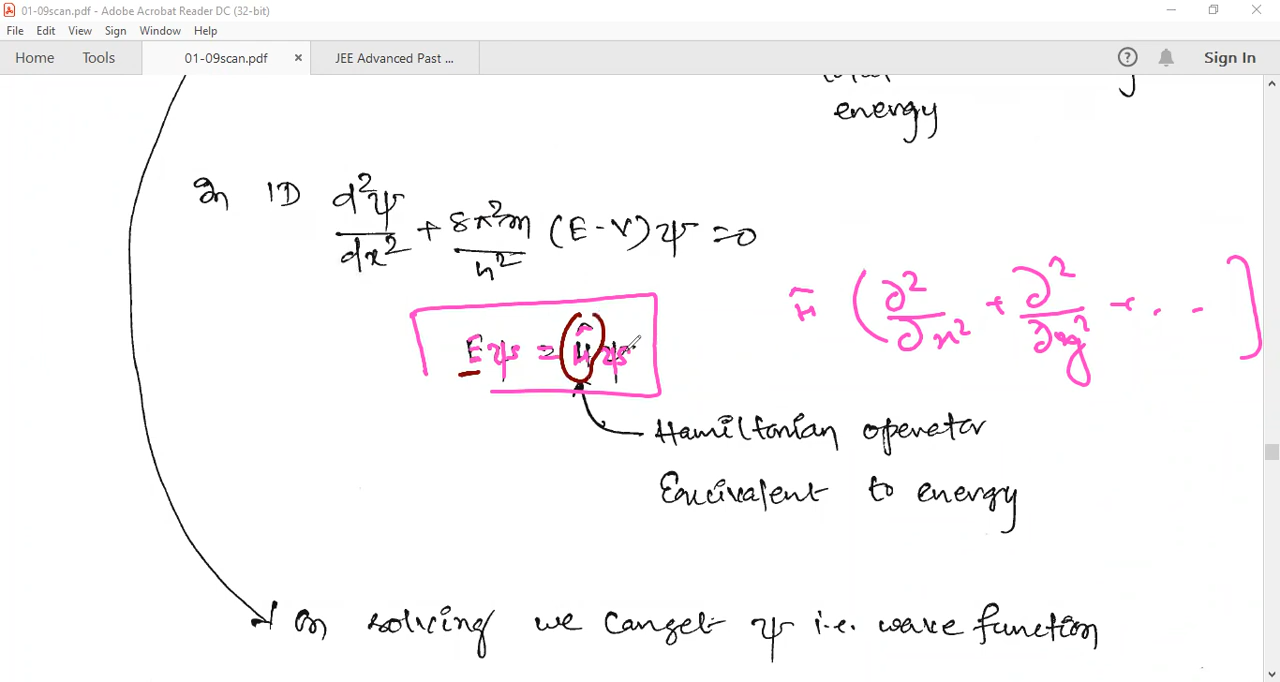 01-09scan.pdf - Adobe Acrobat Reader DC (32-bit)
File Edit View Sign Window Help
Home Tools 01-09scan.pdf × JEE Advanced Past ... ? Sign In
energy
In 1D d²ψ/dx² + 8π²m/h² (E-V)ψ = 0
Ĥ (∂²/∂x² + ∂²/∂y² + . . -]
Eψ = Ĥψ
Hamiltonian operator
Equivalent to energy
On solving we can get ψ i.e. wave function